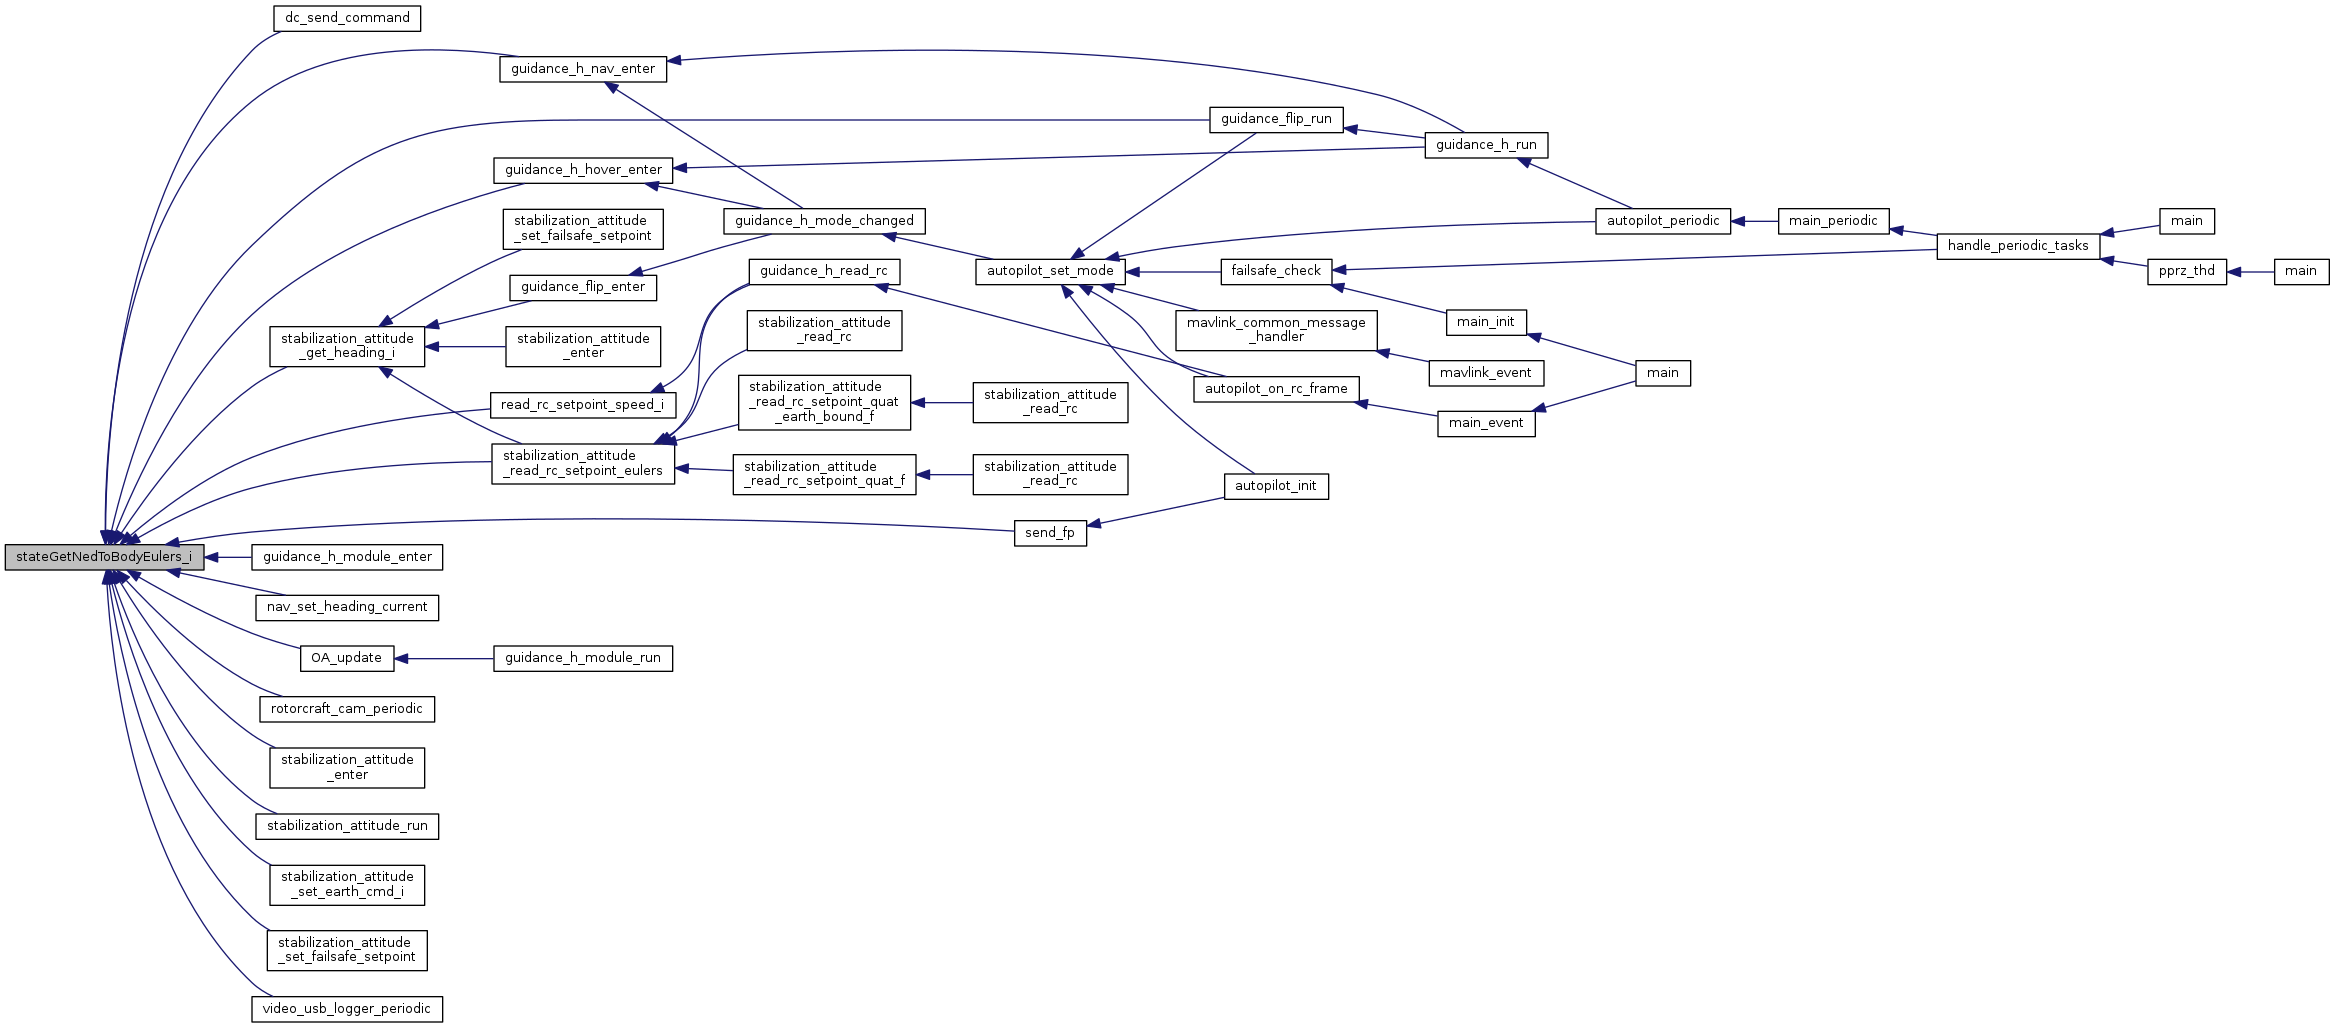 dc_send_command
guidance_h_nav_enter
guidance_flip_run
guidance_h_run
guidance_h_hover_enter
stabilization_attitude
_set_failsafe_setpoint
guidance_h_mode_changed
autopilot_periodic
main_periodic
main
handle_periodic_tasks
guidance_h_read_rc
autopilot_set_mode
failsafe_check
pprz_thd
main
guidance_flip_enter
stabilization_attitude
_get_heading_i
stabilization_attitude
_enter
stabilization_attitude
_read_rc
mavlink_common_message
_handler
main_init
mavlink_event
main
read_rc_setpoint_speed_i
stabilization_attitude
_read_rc_setpoint_quat
_earth_bound_f
stabilization_attitude
_read_rc
autopilot_on_rc_frame
main_event
stabilization_attitude
_read_rc_setpoint_eulers
stabilization_attitude
_read_rc_setpoint_quat_f
stabilization_attitude
_read_rc
autopilot_init
send_fp
stateGetNedToBodyEulers_i
guidance_h_module_enter
nav_set_heading_current
OA_update
guidance_h_module_run
rotorcraft_cam_periodic
stabilization_attitude
_enter
stabilization_attitude_run
stabilization_attitude
_set_earth_cmd_i
stabilization_attitude
_set_failsafe_setpoint
video_usb_logger_periodic